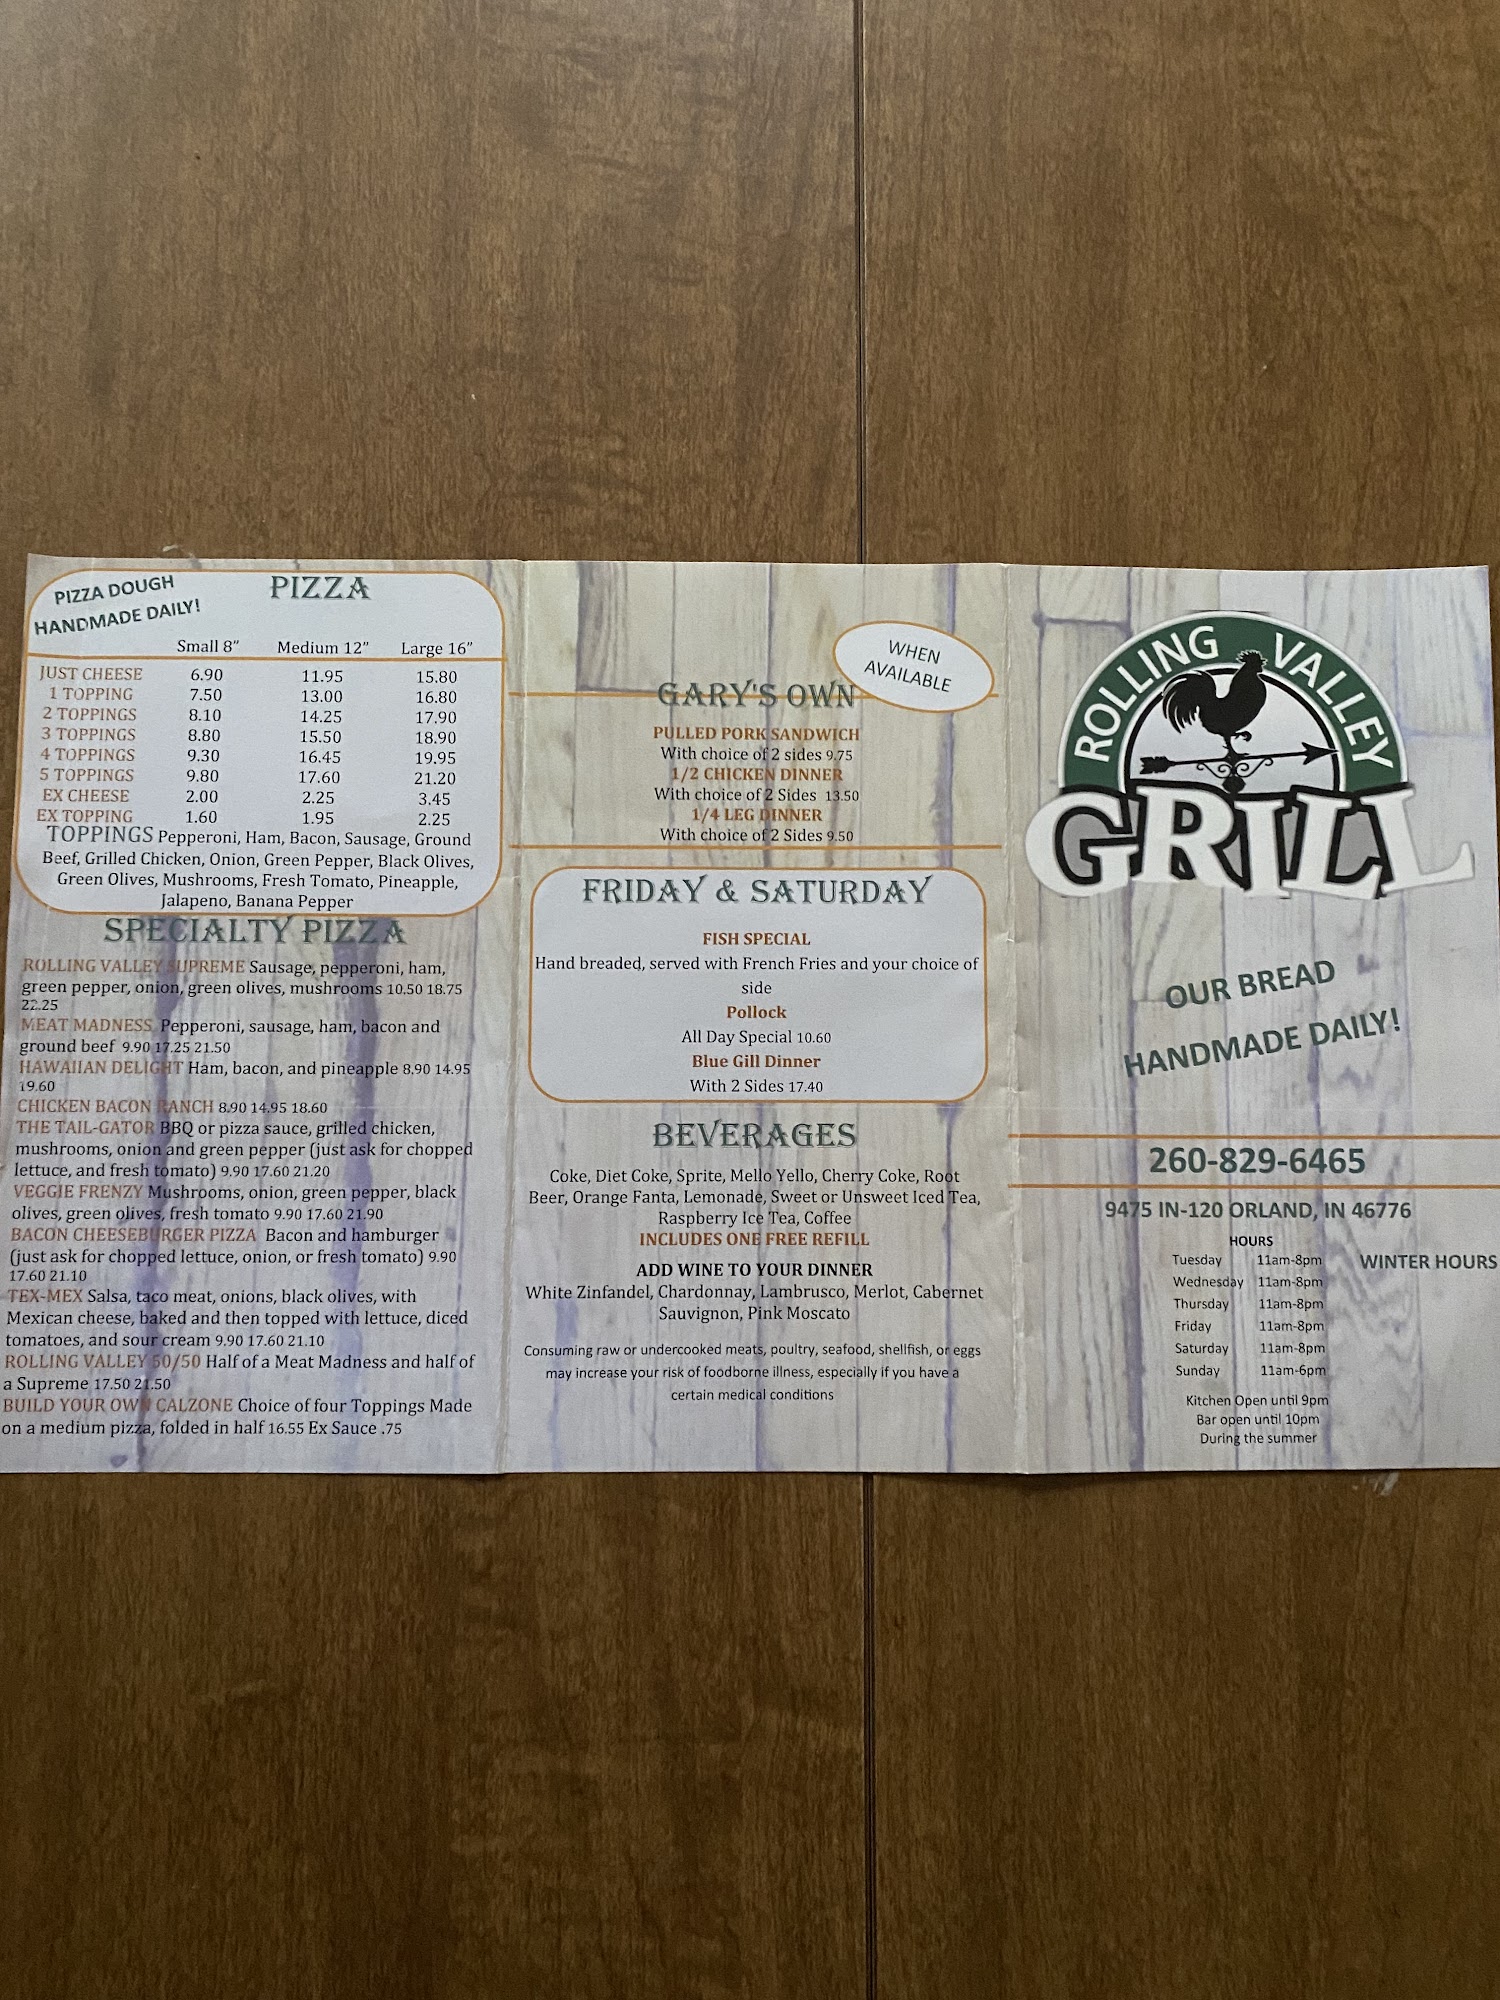 PIZZA DOUGH
HANDMADE DAILY!
PIZZA
Small 8" Medium 12" Large 16"
JUST CHEESE 6.90 11.95 15.80
1 TOPPING 7.50 13.00 16.80
2 TOPPINGS 8.10 14.25 17.90
3 TOPPINGS 8.80 15.50 18.90
4 TOPPINGS 9.30 16.45 19.95
5 TOPPINGS 9.80 17.60 21.20
EX CHEESE 2.00 2.25 3.45
EX TOPPING 1.60 1.95 2.25
TOPPINGS Pepperoni, Ham, Bacon, Sausage, Ground
Beef, Grilled Chicken, Onion, Green Pepper, Black Olives,
Green Olives, Mushrooms, Fresh Tomato, Pineapple,
Jalapeno, Banana Pepper
SPECIALTY PIZZA
ROLLING VALLEY SUPREME Sausage, pepperoni, ham,
green pepper, onion, green olives, mushrooms 10.50 18.75
22.25
MEAT MADNESS Pepperoni, sausage, ham, bacon and
ground beef 9.90 17.25 21.50
HAWAIIAN DELIGHT Ham, bacon, and pineapple 8.90 14.95
19.60
CHICKEN BACON RANCH 8.90 14.95 18.60
THE TAIL-GATOR BBQ or pizza sauce, grilled chicken,
mushrooms, onion and green pepper (just ask for chopped
lettuce, and fresh tomato) 9.90 17.60 21.20
VEGGIE FRENZY Mushrooms, onion, green pepper, black
olives, green olives, fresh tomato 9.90 17.60 21.90
BACON CHEESEBURGER PIZZA Bacon and hamburger
(just ask for chopped lettuce, onion, or fresh tomato) 9.90
17.60 21.10
TEX-MEX Salsa, taco meat, onions, black olives, with
Mexican cheese, baked and then topped with lettuce, diced
tomatoes, and sour cream 9.90 17.60 21.10
ROLLING VALLEY 50/50 Half of a Meat Madness and half of
a Supreme 17.50 21.50
BUILD YOUR OWN CALZONE Choice of four Toppings Made
on a medium pizza, folded in half 16.55 Ex Sauce .75
WHEN
AVAILABLE
GARY'S OWN
PULLED PORK SANDWICH
With choice of 2 sides 9.75
1/2 CHICKEN DINNER
With choice of 2 Sides 13.50
1/4 LEG DINNER
With choice of 2 Sides 9.50
FRIDAY & SATURDAY
FISH SPECIAL
Hand breaded, served with French Fries and your choice of
side
Pollock
All Day Special 10.60
Blue Gill Dinner
With 2 Sides 17.40
BEVERAGES
Coke, Diet Coke, Sprite, Mello Yello, Cherry Coke, Root
Beer, Orange Fanta, Lemonade, Sweet or Unsweet Iced Tea,
Raspberry Ice Tea, Coffee
INCLUDES ONE FREE REFILL
ADD WINE TO YOUR DINNER
White Zinfandel, Chardonnay, Lambrusco, Merlot, Cabernet
Sauvignon, Pink Moscato
Consuming raw or undercooked meats, poultry, seafood, shellfish, or eggs
may increase your risk of foodborne illness, especially if you have a
certain medical conditions
ROLLING VALLEY
GRILL
OUR BREAD
HANDMADE DAILY!
260-829-6465
9475 IN-120 ORLAND, IN 46776
HOURS
Tuesday 11am-8pm WINTER HOURS
Wednesday 11am-8pm
Thursday 11am-8pm
Friday 11am-8pm
Saturday 11am-8pm
Sunday 11am-6pm
Kitchen Open until 9pm
Bar open until 10pm
During the summer